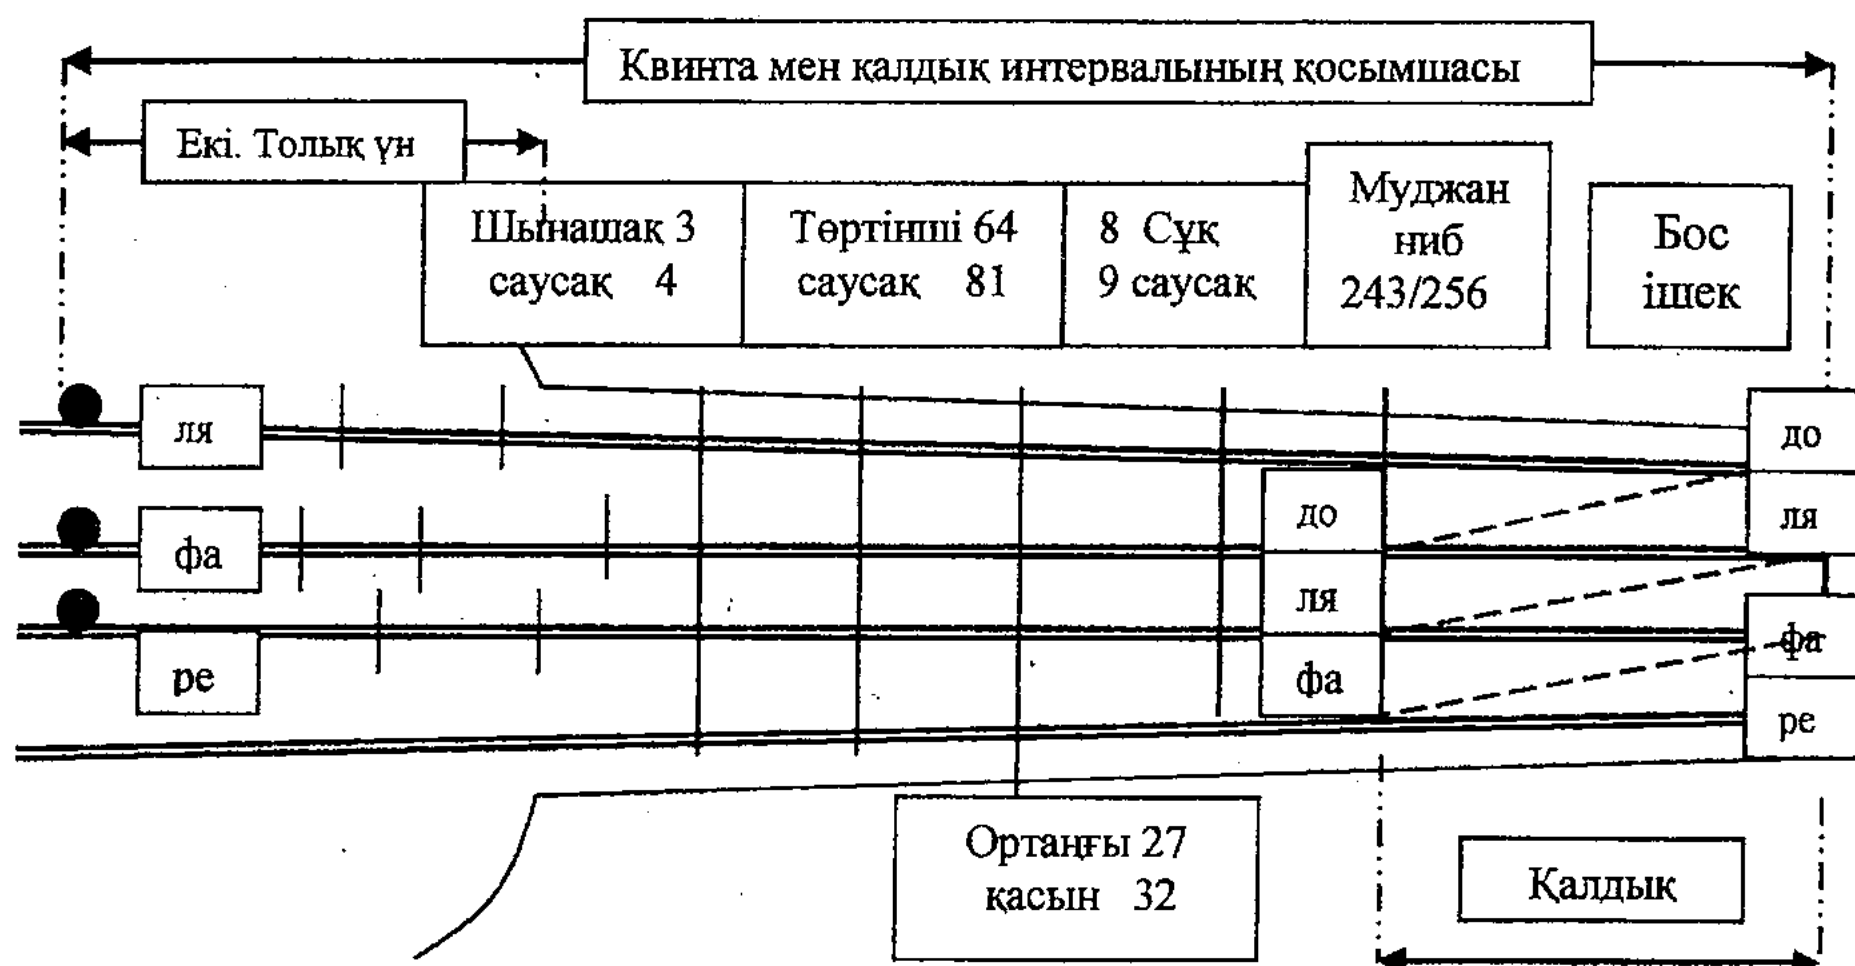 Квинта мен қалдық интервалының қосымшасы
Екі. Толық үн
Шынашақ 3
саусақ 4
Төртінші 64
саусақ 81
8 Сұқ
9 саусақ
Муджан
ниб
243/256
Бос
ішек
ля
до
до
ля
фа
ля
фа
ре
фа
ре
Ортаңғы 27
қасын 32
Қалдық